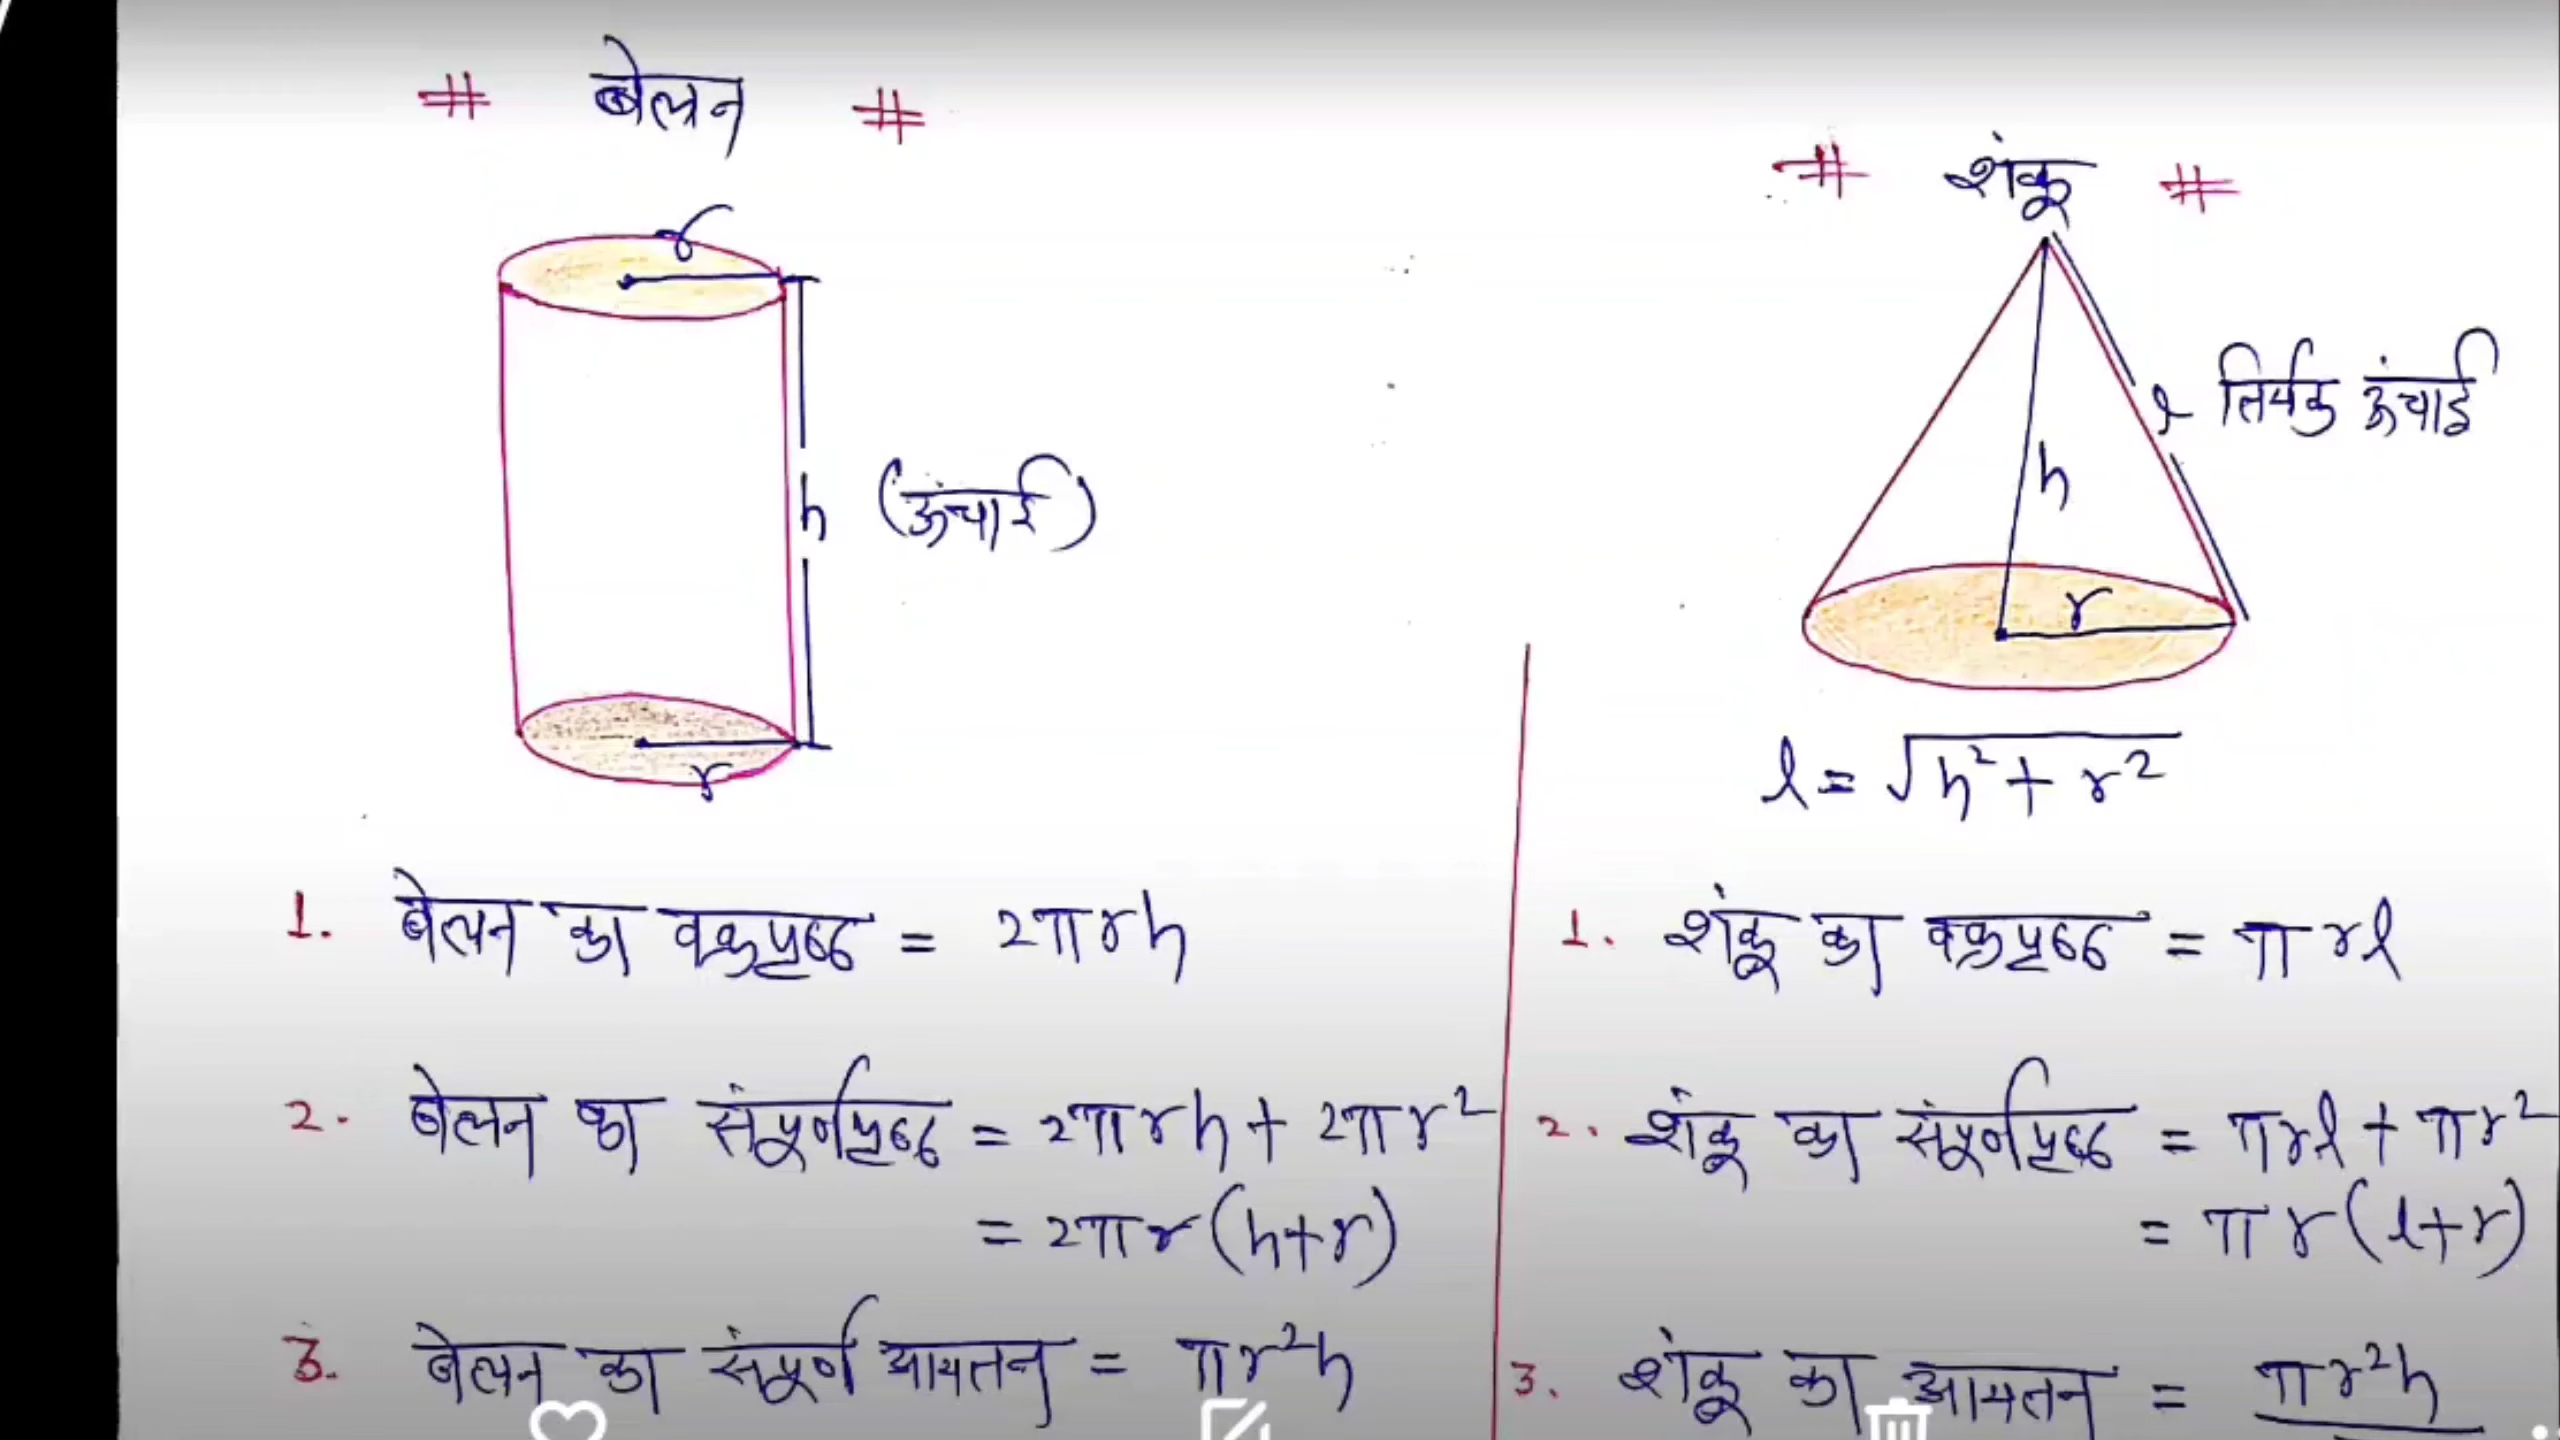 # बेलन #
r
h (ऊंचाई)
r
1. बेलन का वक्रपृष्ठ = 2πrh
2. बेलन का संपूर्णपृष्ठ = 2πrh + 2πr²
= 2πr(h+r)
3. बेलन का संपूर्ण आयतन = πr²h
# शंकू #
l तिर्यक ऊंचाई
h
r
l = √h² + r²
1. शंकू का वक्रपृष्ठ = πrl
2. शंकू का संपूर्णपृष्ठ = πrl + πr²
= πr(l+r)
3. शंकू का आयतन = πr²h